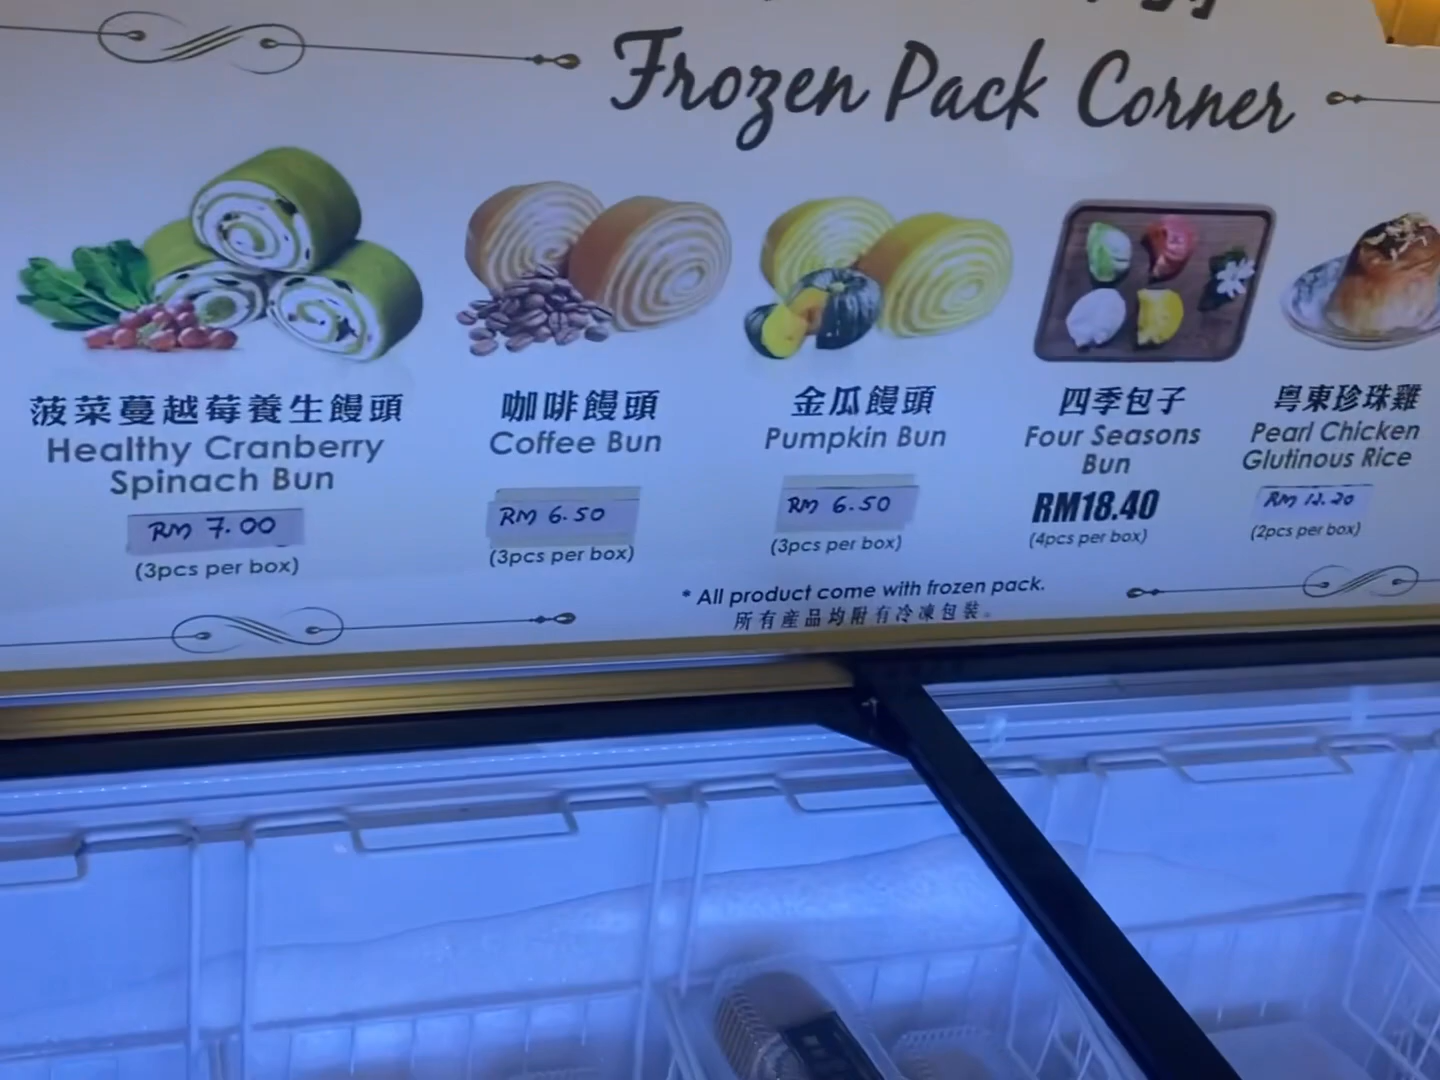 Frozen Pack Corner
菠菜蔓越莓養生饅頭
Healthy Cranberry
Spinach Bun
RM 7.00
(3pcs per box)
咖啡饅頭
Coffee Bun
RM 6.50
(3pcs per box)
金瓜饅頭
Pumpkin Bun
RM 6.50
(3pcs per box)
四季包子
Four Seasons
Bun
RM18.40
(4pcs per box)
粵東珍珠雞
Pearl Chicken
Glutinous Rice
RM 12.20
(2pcs per box)
* All product come with frozen pack.
所有產品均附有冷凍包裝。